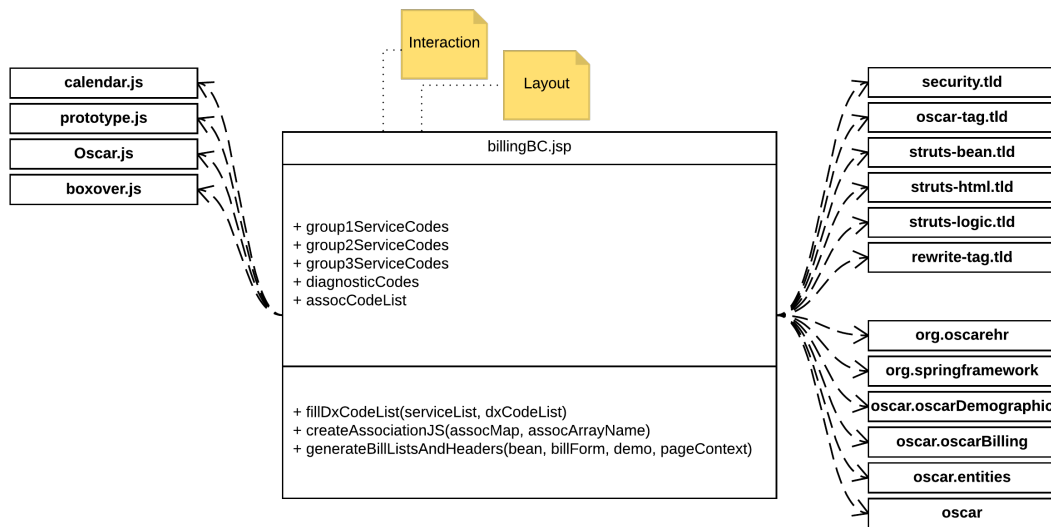 Interaction
Layout
calendar.js
prototype.js
Oscar.js
boxover.js
billingBC.jsp
+ group1ServiceCodes
+ group2ServiceCodes
+ group3ServiceCodes
+ diagnosticCodes
+ assocCodeList
+ fillDxCodeList(serviceList, dxCodeList)
+ createAssociationJS(assocMap, assocArrayName)
+ generateBillListsAndHeaders(bean, billForm, demo, pageContext)
security.tld
oscar-tag.tld
struts-bean.tld
struts-html.tld
struts-logic.tld
rewrite-tag.tld
org.oscarehr
org.springframework
oscar.oscarDemographic
oscar.oscarBilling
oscar.entities
oscar